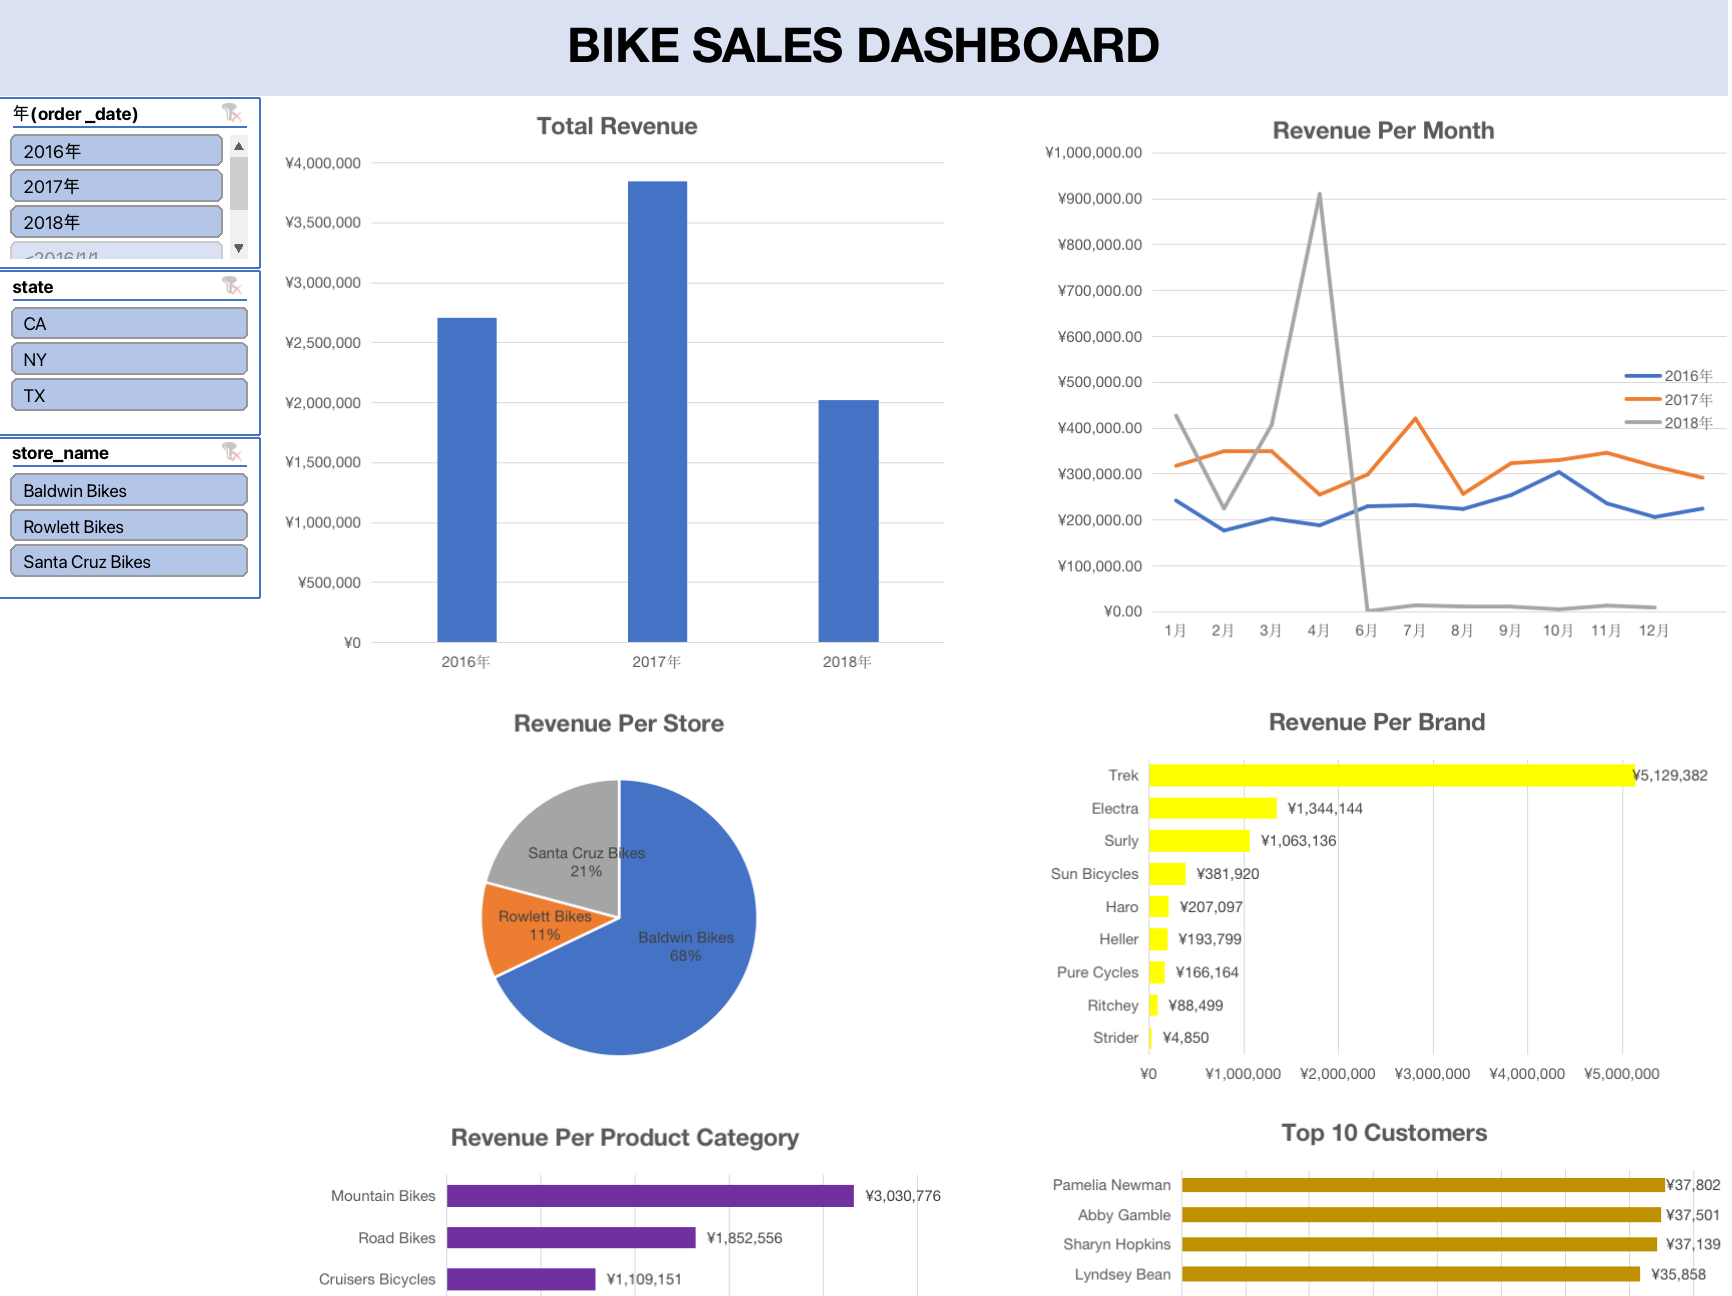 BIKE SALES DASHBOARD
年(order _date)
2016年
2017年
2018年
<2016/1/1
state
CA
NY
TX
store_name
Baldwin Bikes
Rowlett Bikes
Santa Cruz Bikes
Total Revenue
¥4,000,000
¥3,500,000
¥3,000,000
¥2,500,000
¥2,000,000
¥1,500,000
¥1,000,000
¥500,000
¥0
2016年 2017年 2018年
Revenue Per Month
¥1,000,000.00
¥900,000.00
¥800,000.00
¥700,000.00
¥600,000.00
¥500,000.00
¥400,000.00
¥300,000.00
¥200,000.00
¥100,000.00
¥0.00
1月 2月 3月 4月 6月 7月 8月 9月 10月 11月 12月
2016年
2017年
2018年
Revenue Per Store
Santa Cruz Bikes
21%
Rowlett Bikes
11%
Baldwin Bikes
68%
Revenue Per Brand
Trek ¥5,129,382
Electra ¥1,344,144
Surly ¥1,063,136
Sun Bicycles ¥381,920
Haro ¥207,097
Heller ¥193,799
Pure Cycles ¥166,164
Ritchey ¥88,499
Strider ¥4,850
¥0 ¥1,000,000 ¥2,000,000 ¥3,000,000 ¥4,000,000 ¥5,000,000
Revenue Per Product Category
Mountain Bikes ¥3,030,776
Road Bikes ¥1,852,556
Cruisers Bicycles ¥1,109,151
Top 10 Customers
Pamelia Newman ¥37,802
Abby Gamble ¥37,501
Sharyn Hopkins ¥37,139
Lyndsey Bean ¥35,858